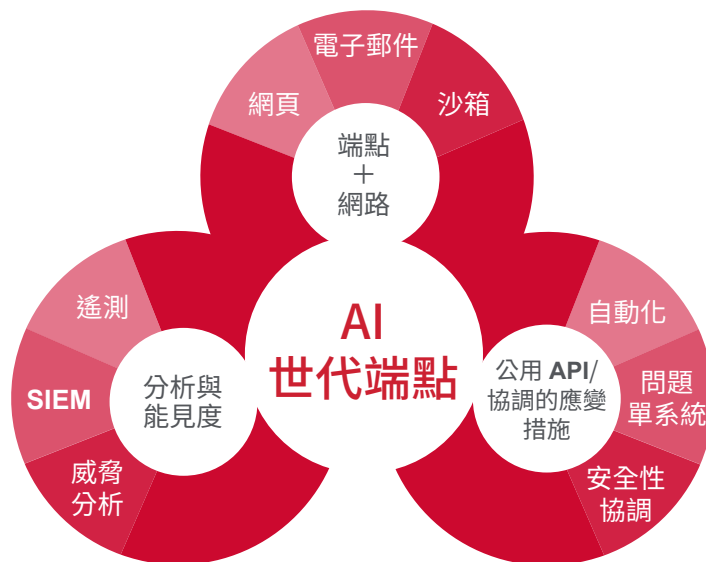 電子郵件
網頁
沙箱
端點
＋
網路
AI
世代端點
遙測
SIEM
威脅
分析
分析與
能見度
公用 API/
協調的應變
措施
自動化
問題
單系統
安全性
協調